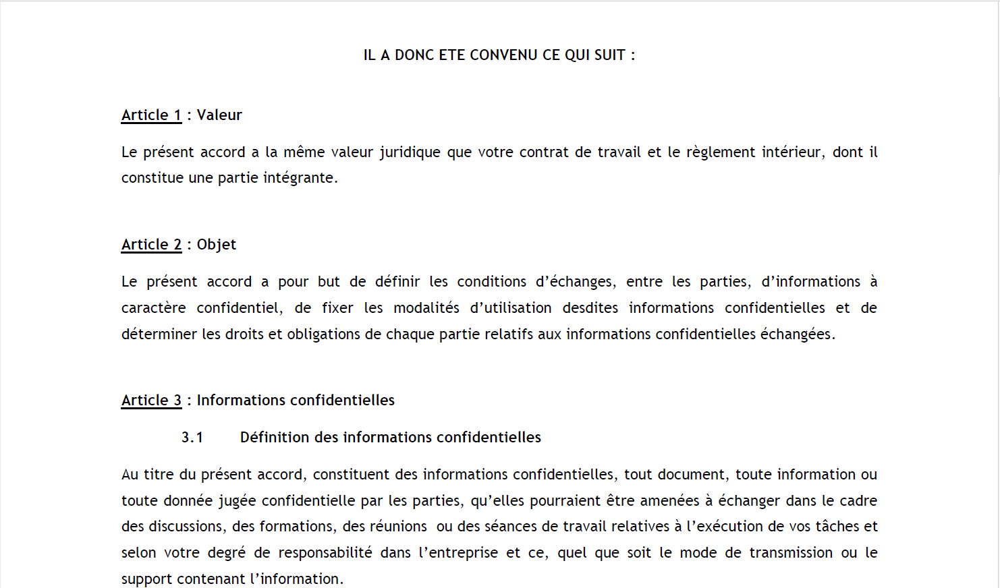 IL A DONC ETE CONVENU CE QUI SUIT :
Article 1 : Valeur
Le présent accord a la même valeur juridique que votre contrat de travail et le règlement intérieur, dont il
constitue une partie intégrante.
Article 2 : Objet
Le présent accord a pour but de définir les conditions d’échanges, entre les parties, d’informations à
caractère confidentiel, de fixer les modalités d’utilisation desdites informations confidentielles et de
déterminer les droits et obligations de chaque partie relatifs aux informations confidentielles échangées.
Article 3 : Informations confidentielles
3.1 Définition des informations confidentielles
Au titre du présent accord, constituent des informations confidentielles, tout document, toute information ou
toute donnée jugée confidentielle par les parties, qu’elles pourraient être amenées à échanger dans le cadre
des discussions, des formations, des réunions ou des séances de travail relatives à l’exécution de vos tâches et
selon votre degré de responsabilité dans l’entreprise et ce, quel que soit le mode de transmission ou le
support contenant l’information.